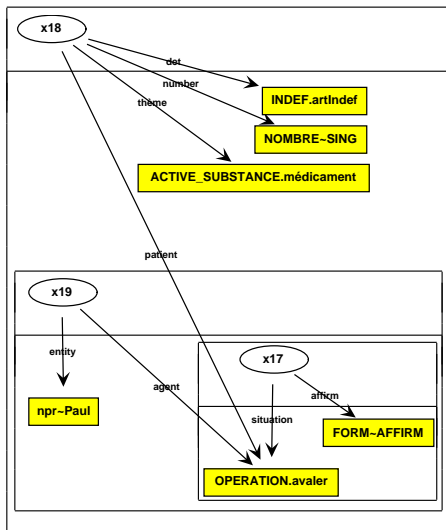 x18
det
number
INDEF.artIndef
thème
NOMBRE~SING
ACTIVE_SUBSTANCE.médicament
patient
x19
x17
entity
agent
affirm
npr~Paul
situation
FORM~AFFIRM
OPERATION.avaler